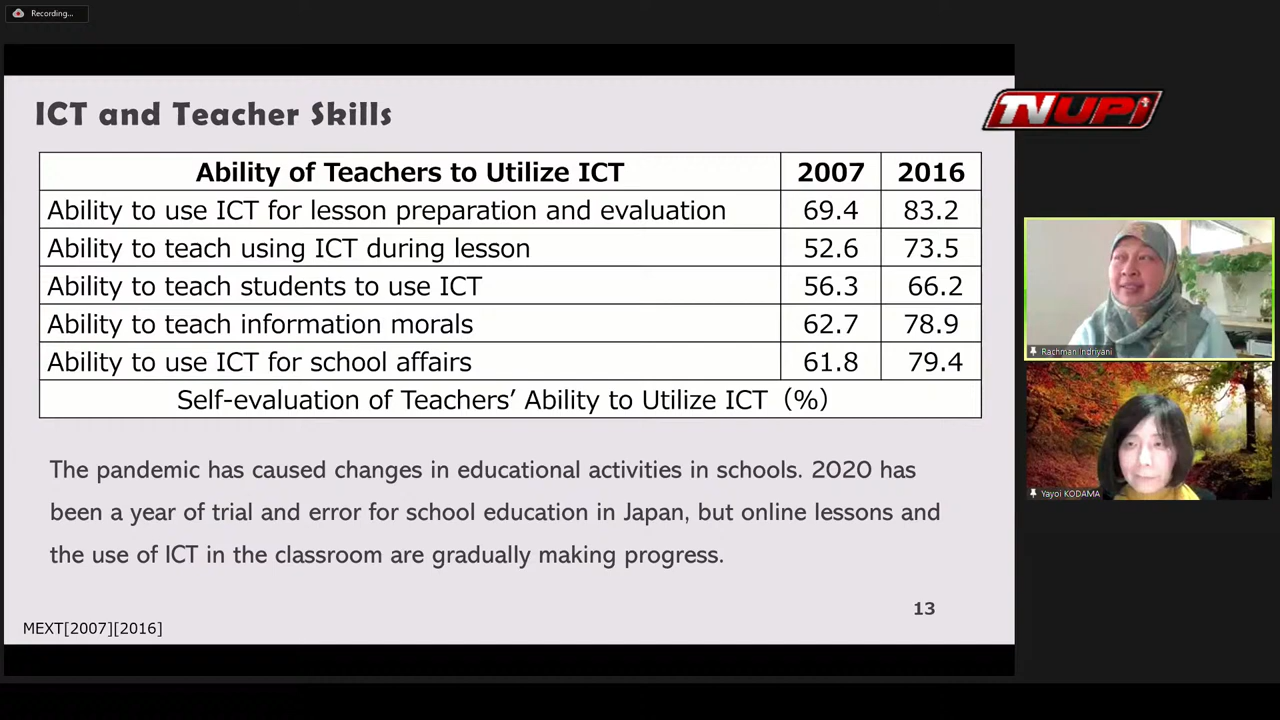 Recording...
ICT and Teacher Skills
TVUPI
Ability of Teachers to Utilize ICT 2007 2016
Ability to use ICT for lesson preparation and evaluation 69.4 83.2
Ability to teach using ICT during lesson 52.6 73.5
Ability to teach students to use ICT 56.3 66.2
Ability to teach information morals 62.7 78.9
Ability to use ICT for school affairs 61.8 79.4
Self-evaluation of Teachers’ Ability to Utilize ICT（%）
Rachman Indriyani
Yayoi KODAMA
The pandemic has caused changes in educational activities in schools. 2020 has
been a year of trial and error for school education in Japan, but online lessons and
the use of ICT in the classroom are gradually making progress.
13
MEXT[2007][2016]